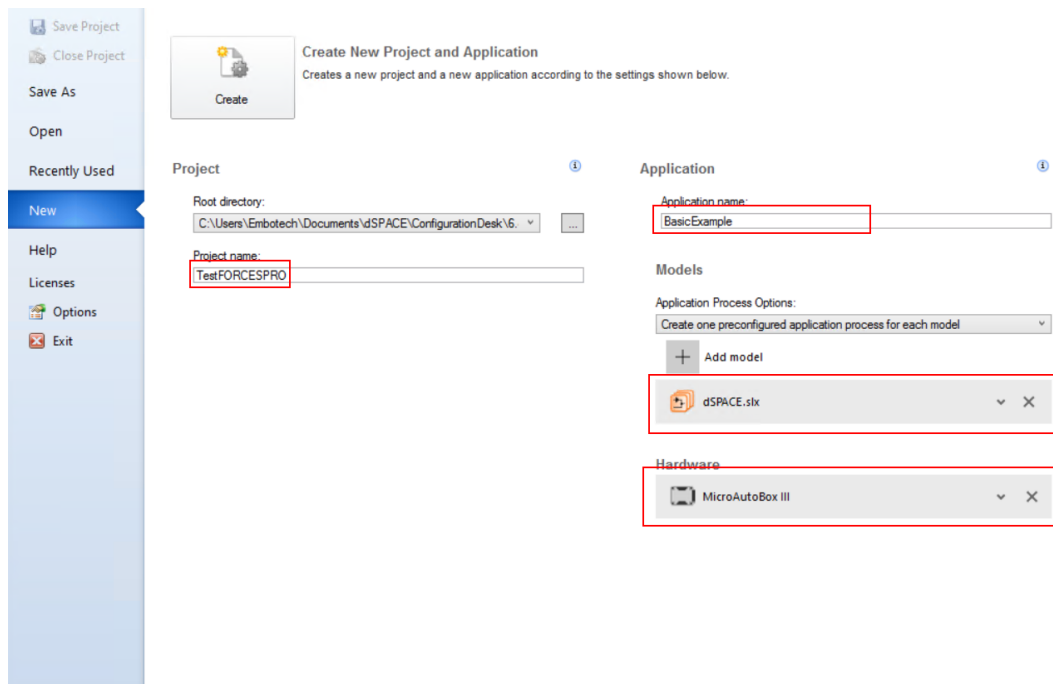 Save Project
Close Project
Save As
Open
Recently Used
New
Help
Licenses
Options
Exit
Create
Create New Project and Application
Creates a new project and a new application according to the settings shown below.
Project
Root directory:
C:\Users\Embotech\Documents\dSPACE\ConfigurationDesk\6.
...
Project name:
TestFORCESPRO
Application
Application name:
BasicExample
Models
Application Process Options:
Create one preconfigured application process for each model
Add model
dSPACE.slx
Hardware
MicroAutoBox III